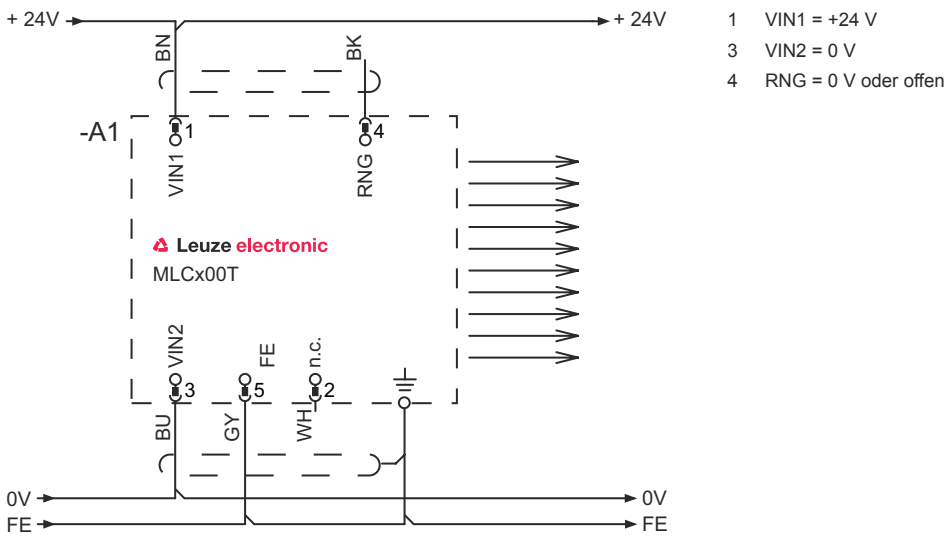 + 24V
+ 24V
1 VIN1 = +24 V
3 VIN2 = 0 V
4 RNG = 0 V oder offen
BN
BK
-A1
1
4
VIN1
RNG
Leuze electronic
MLCx00T
VIN2
FE
n.c.
3
5
2
BU
GY
WH
0V
0V
FE
FE